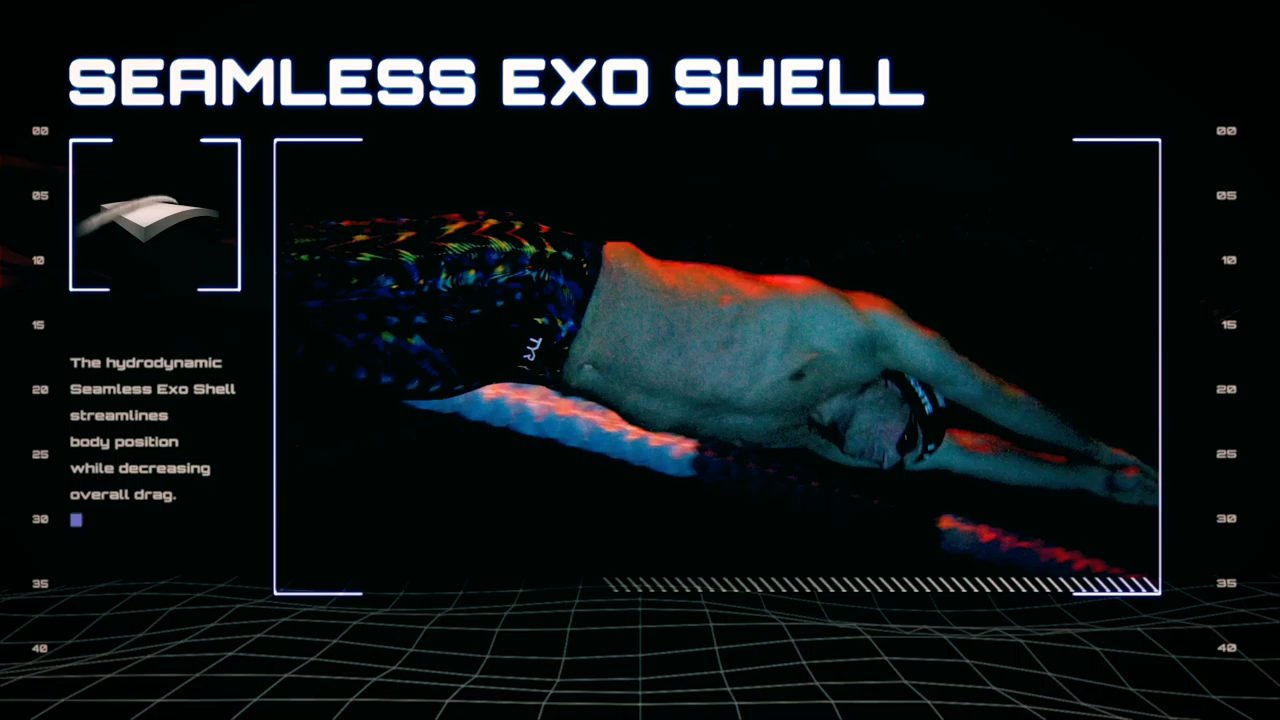 SEAMLESS EXO SHELL
00
05
10
15
20
25
30
35
40
The hydrodynamic
Seamless Exo Shell
streamlines
body position
while decreasing
overall drag.
TYR
00
05
10
15
20
25
30
35
40